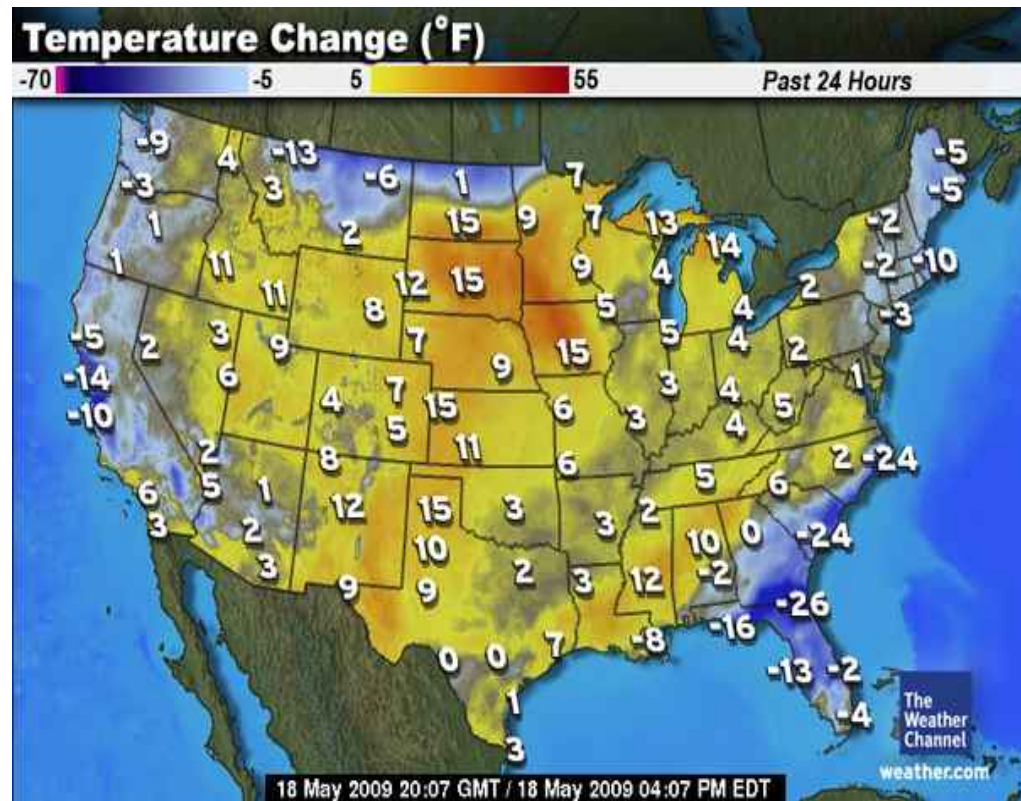 Temperature Change (°F)
-70 -5 5 55 Past 24 Hours
-9 4 -13 -6 1 7 -5
-3 3 -5
1 2 15 9 7 13 -2
1 11 14 -2 -10
11 12 15 9 4 2
8 5 4 -3
-5 2 3 9 7 5 4
-14 6 9 15 2
-10 4 7 15 3 4 1
5 6 3 4 5
2 8 11 6 2 -24
6 5 1 12 15 3 5 6
3 2 10 3 2 10 0 -24
3 9 9 2 3 12 -2 -26
-16
0 0 7 -8 -13 -2
1 -4
3
The
Weather
Channel
weather.com
18 May 2009 20:07 GMT / 18 May 2009 04:07 PM EDT